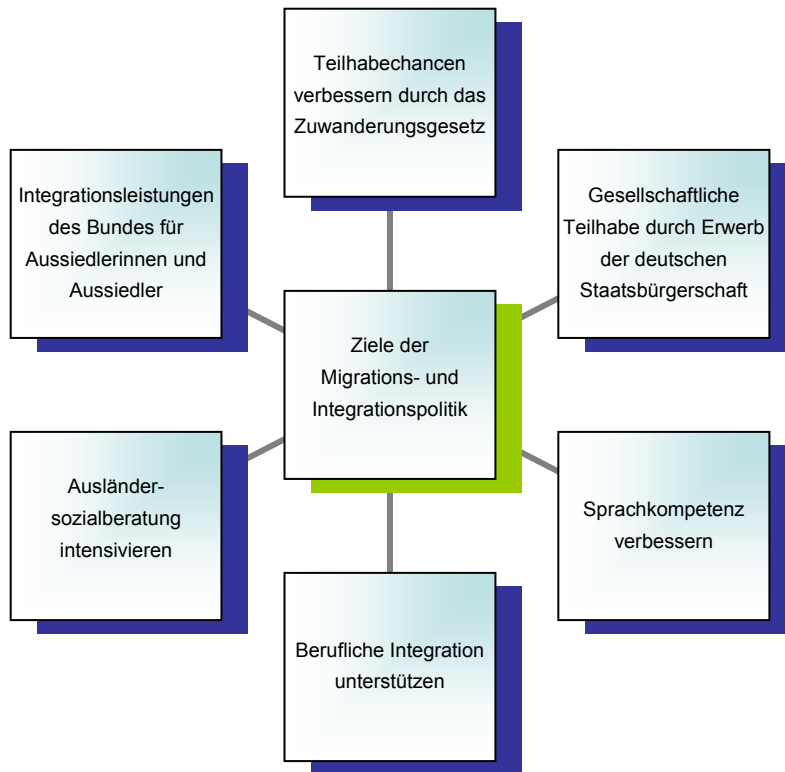 Teilhabechancen
verbessern durch das
Zuwanderungsgesetz
Integrationsleistungen
des Bundes für
Aussiedlerinnen und
Aussiedler
Gesellschaftliche
Teilhabe durch Erwerb
der deutschen
Staatsbürgerschaft
Ziele der
Migrations- und
Integrationspolitik
Ausländer-
sozialberatung
intensivieren
Sprachkompetenz
verbessern
Berufliche Integration
unterstützen